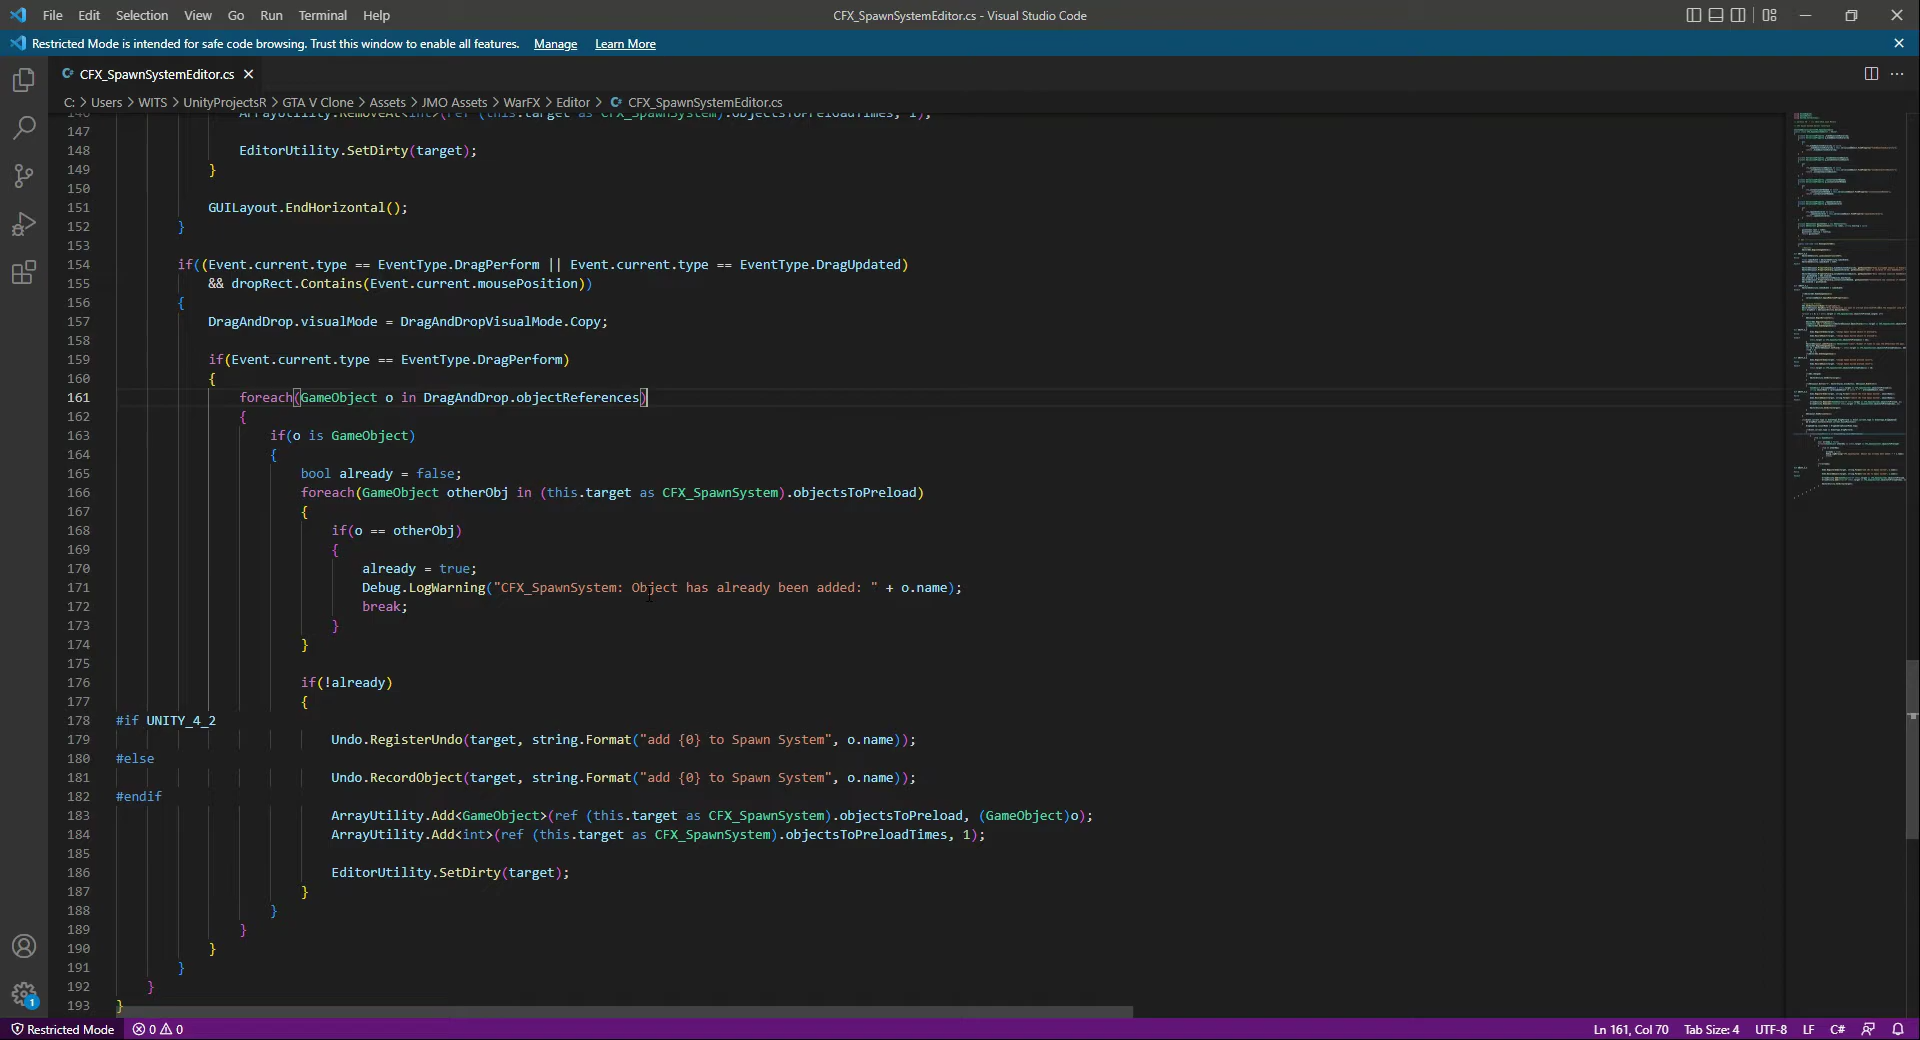 File Edit Selection View Go Run Terminal Help CFX_SpawnSystemEditor.cs - Visual Studio Code
Restricted Mode is intended for safe code browsing. Trust this window to enable all features. Manage Learn More
CFX_SpawnSystemEditor.cs
C: > Users > WITS > UnityProjectsR > GTA V Clone > Assets > JMO Assets > WarFX > Editor > CFX_SpawnSystemEditor.cs
146 ArrayUtility.RemoveAt<int>(ref (this.target as CFX_SpawnSystem).objectsToPreloadTimes, i);
147
148 EditorUtility.SetDirty(target);
149 }
150
151 GUILayout.EndHorizontal();
152 }
153
154 if((Event.current.type == EventType.DragPerform || Event.current.type == EventType.DragUpdated)
155 && dropRect.Contains(Event.current.mousePosition))
156 {
157 DragAndDrop.visualMode = DragAndDropVisualMode.Copy;
158
159 if(Event.current.type == EventType.DragPerform)
160 {
161 foreach(GameObject o in DragAndDrop.objectReferences)
162 {
163 if(o is GameObject)
164 {
165 bool already = false;
166 foreach(GameObject otherObj in (this.target as CFX_SpawnSystem).objectsToPreload)
167 {
168 if(o == otherObj)
169 {
170 already = true;
171 Debug.LogWarning("CFX_SpawnSystem: Object has already been added: " + o.name);
172 break;
173 }
174 }
175
176 if(!already)
177 {
178 #if UNITY_4_2
179 Undo.RegisterUndo(target, string.Format("add {0} to Spawn System", o.name));
180 #else
181 Undo.RecordObject(target, string.Format("add {0} to Spawn System", o.name));
182 #endif
183 ArrayUtility.Add<GameObject>(ref (this.target as CFX_SpawnSystem).objectsToPreload, (GameObject)o);
184 ArrayUtility.Add<int>(ref (this.target as CFX_SpawnSystem).objectsToPreloadTimes, 1);
185
186 EditorUtility.SetDirty(target);
187 }
188 }
189 }
190 }
191 }
192 }
193 }
1
Restricted Mode 0 0 Ln 161, Col 70 Tab Size: 4 UTF-8 LF C#